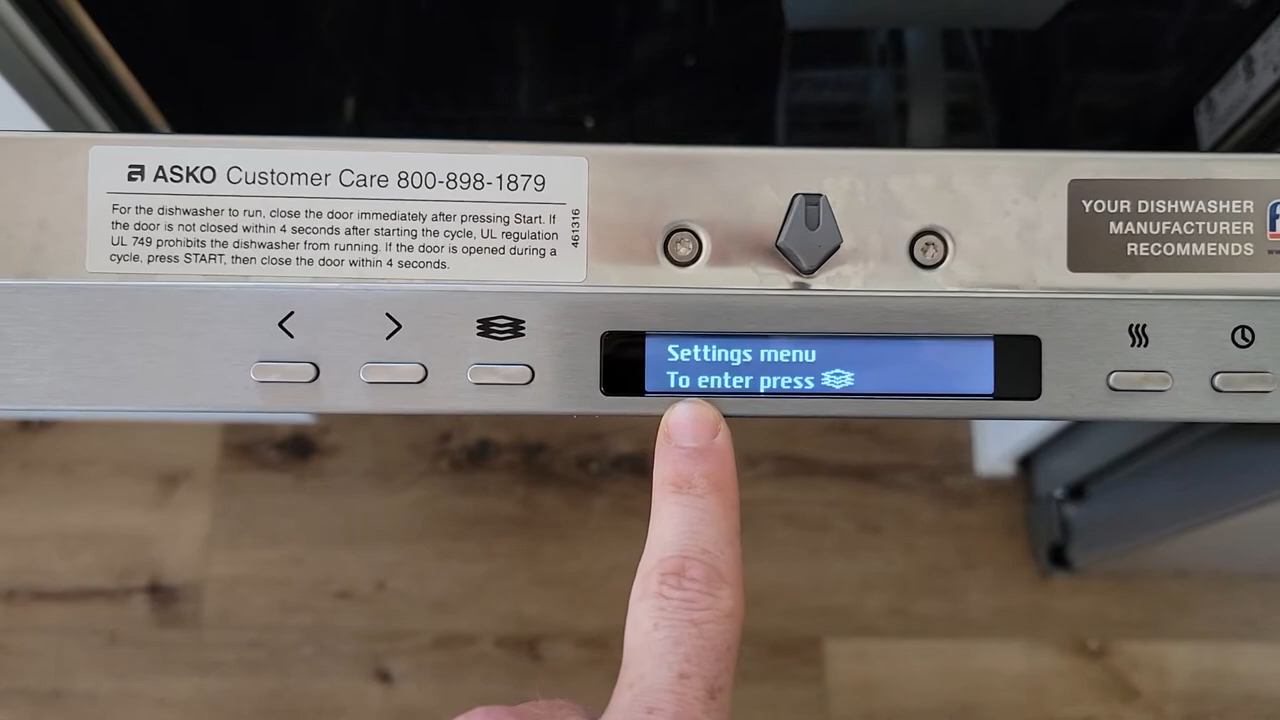 ASKO Customer Care 800-898-1879
For the dishwasher to run, close the door immediately after pressing Start. If
the door is not closed within 4 seconds after starting the cycle, UL regulation
UL 749 prohibits the dishwasher from running. If the door is opened during a
cycle, press START, then close the door within 4 seconds.
461316
YOUR DISHWASHER
MANUFACTURER
RECOMMENDS
Settings menu
To enter press